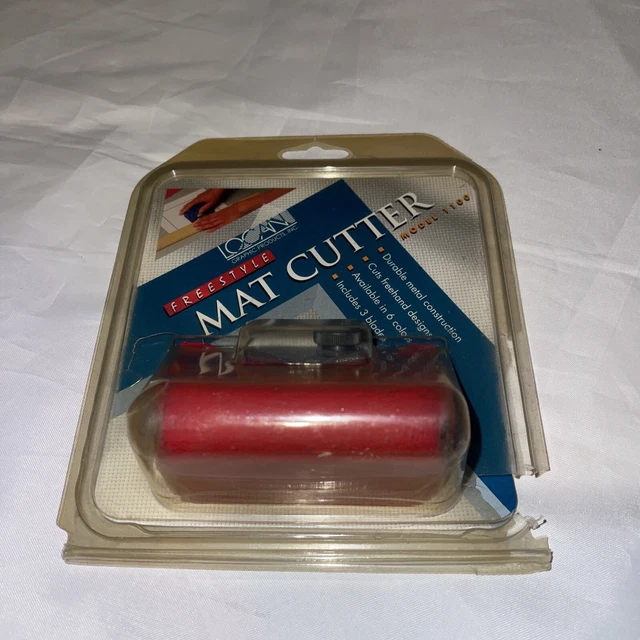 LOGAN
GRAPHIC PRODUCTS, INC.
FREESTYLE
MAT CUTTER
MODEL 1100
Durable metal construction
Cuts freehand designs
Available in 6 colors
Includes 3 blades